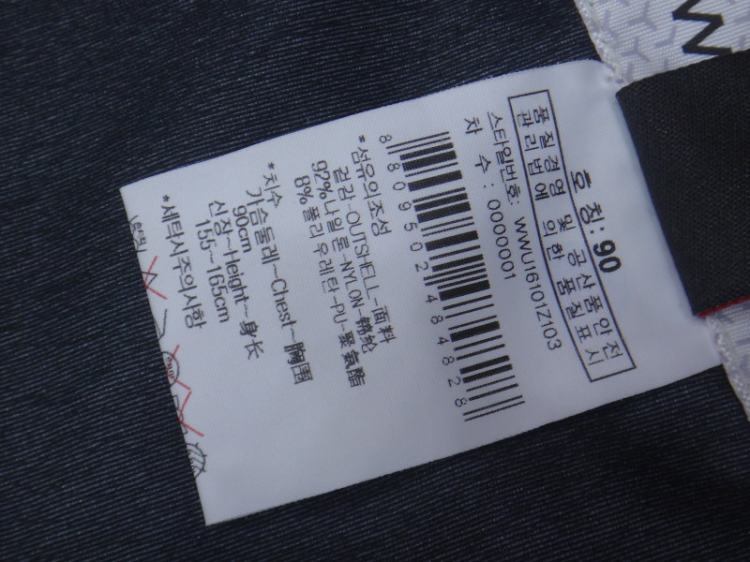 W
호 칭: 90
품질경영 및 공산품안전
관리법에 의한 품질표시
스타일번호: WWU16101Z103
차 수 : 0000001
8809502484828
*섬유의조성
겉감-OUTSHELL-面料
92%나일론-NYLON-锦纶
8% 폴리우레탄-PU-聚氨酯
*치수
가슴둘레~Chest~胸围
90cm
신장~Height~身长
155~165cm
*세탁시주의사항